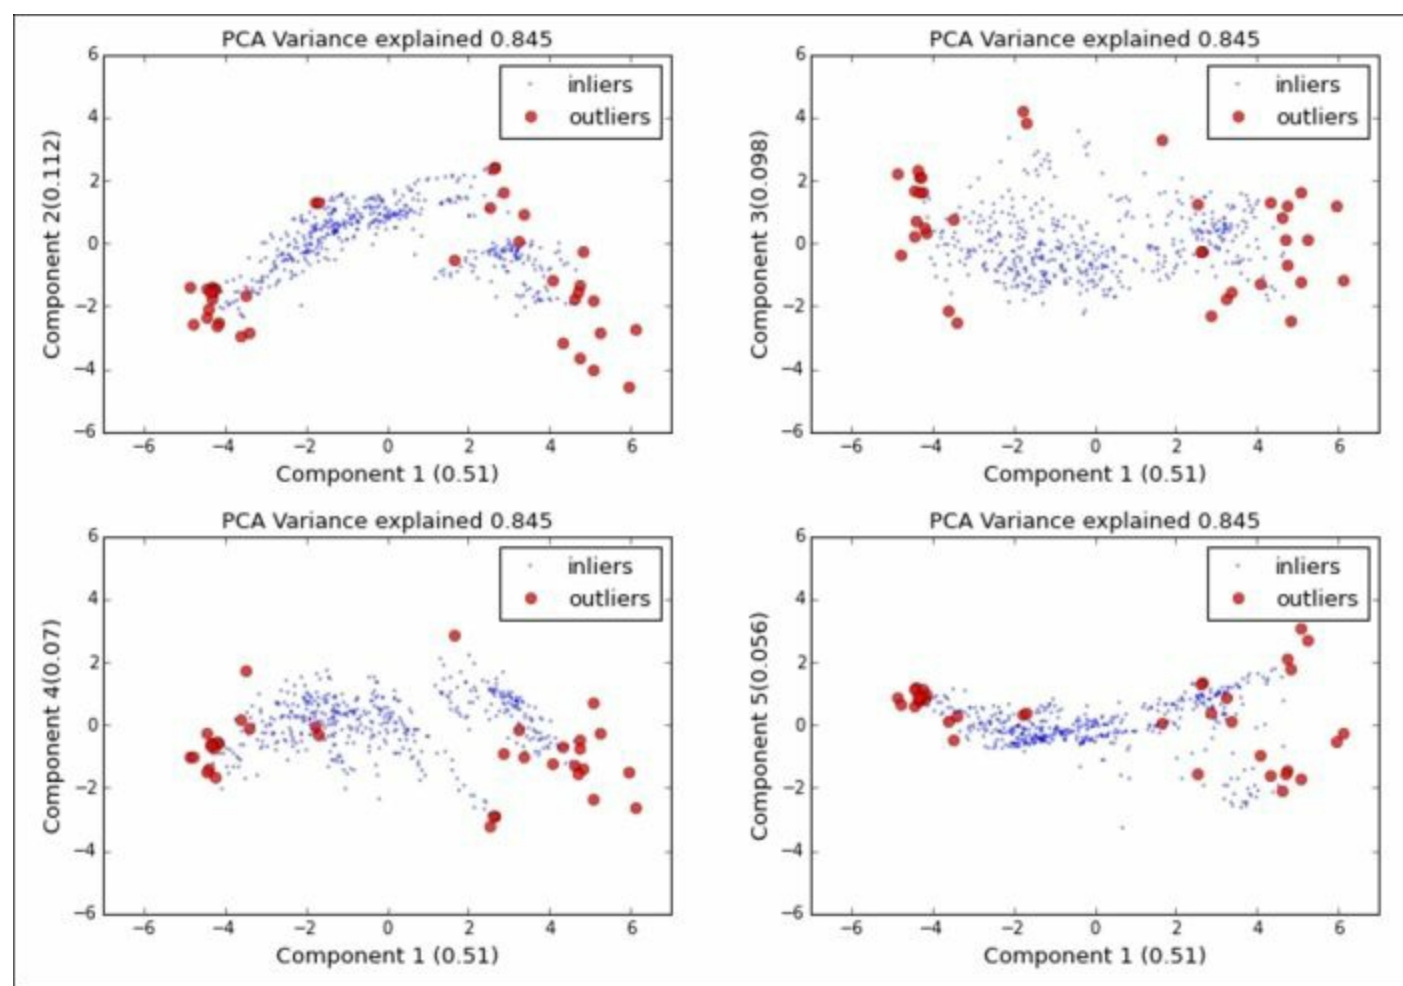 PCA Variance explained 0.845
6
4
2
0
−2
−4
−6
Component 2(0.112)
inliers
outliers
−6 −4 −2 0 2 4 6
Component 1 (0.51)
PCA Variance explained 0.845
6
4
2
0
−2
−4
−6
Component 3(0.098)
inliers
outliers
−6 −4 −2 0 2 4 6
Component 1 (0.51)
PCA Variance explained 0.845
6
4
2
0
−2
−4
−6
Component 4(0.07)
inliers
outliers
−6 −4 −2 0 2 4 6
Component 1 (0.51)
PCA Variance explained 0.845
6
4
2
0
−2
−4
−6
Component 5(0.056)
inliers
outliers
−6 −4 −2 0 2 4 6
Component 1 (0.51)